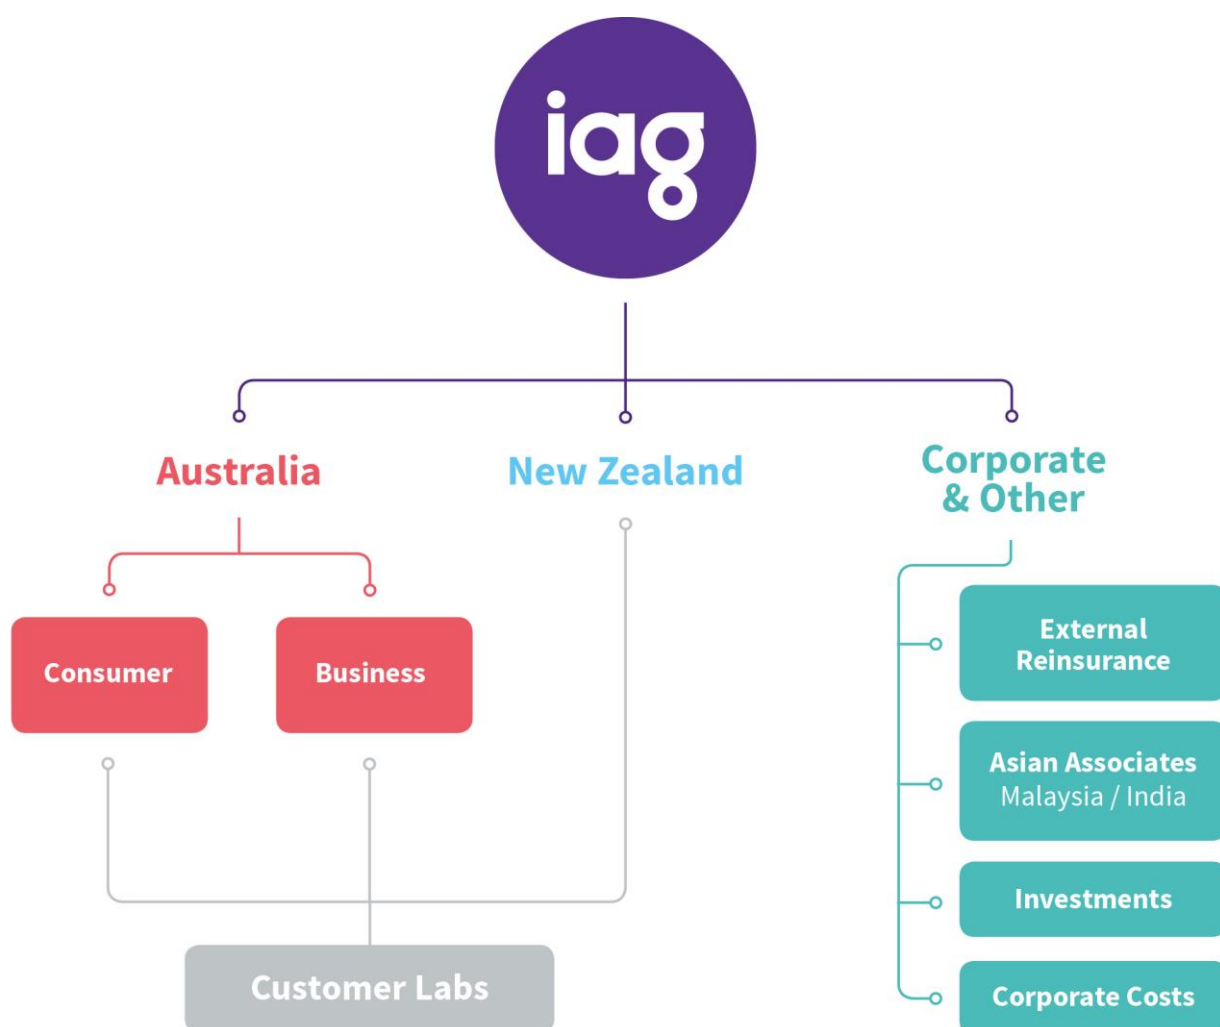 iag
Australia
New Zealand
Corporate
& Other
Consumer
Business
External
Reinsurance
Asian Associates
Malaysia / India
Investments
Corporate Costs
Customer Labs